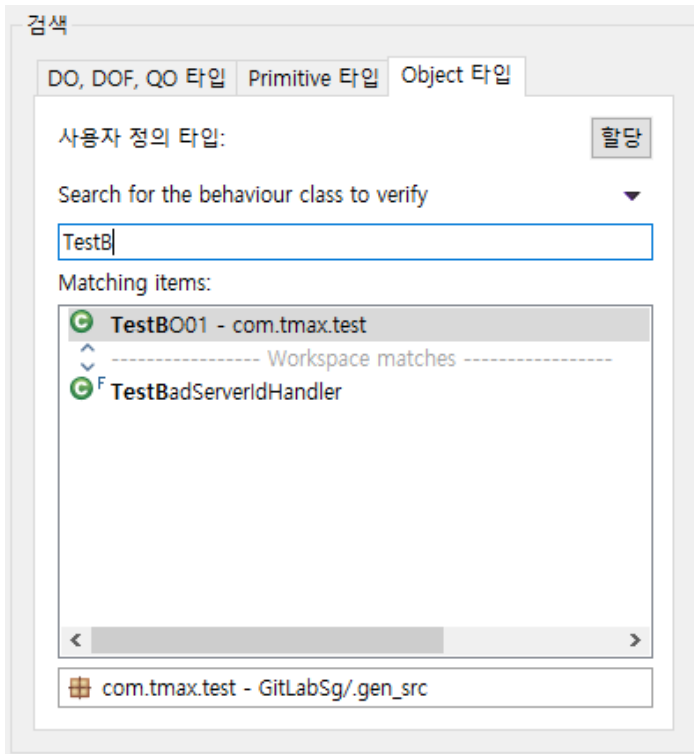 검색
DO, DOF, QO 타입 Primitive 타입 Object 타입
사용자 정의 타입: 할당
Search for the behaviour class to verify
TestB
Matching items:
TestBO01 - com.tmax.test
----------------- Workspace matches -----------------
TestBadServerIdHandler
com.tmax.test - GitLabSg/.gen_src